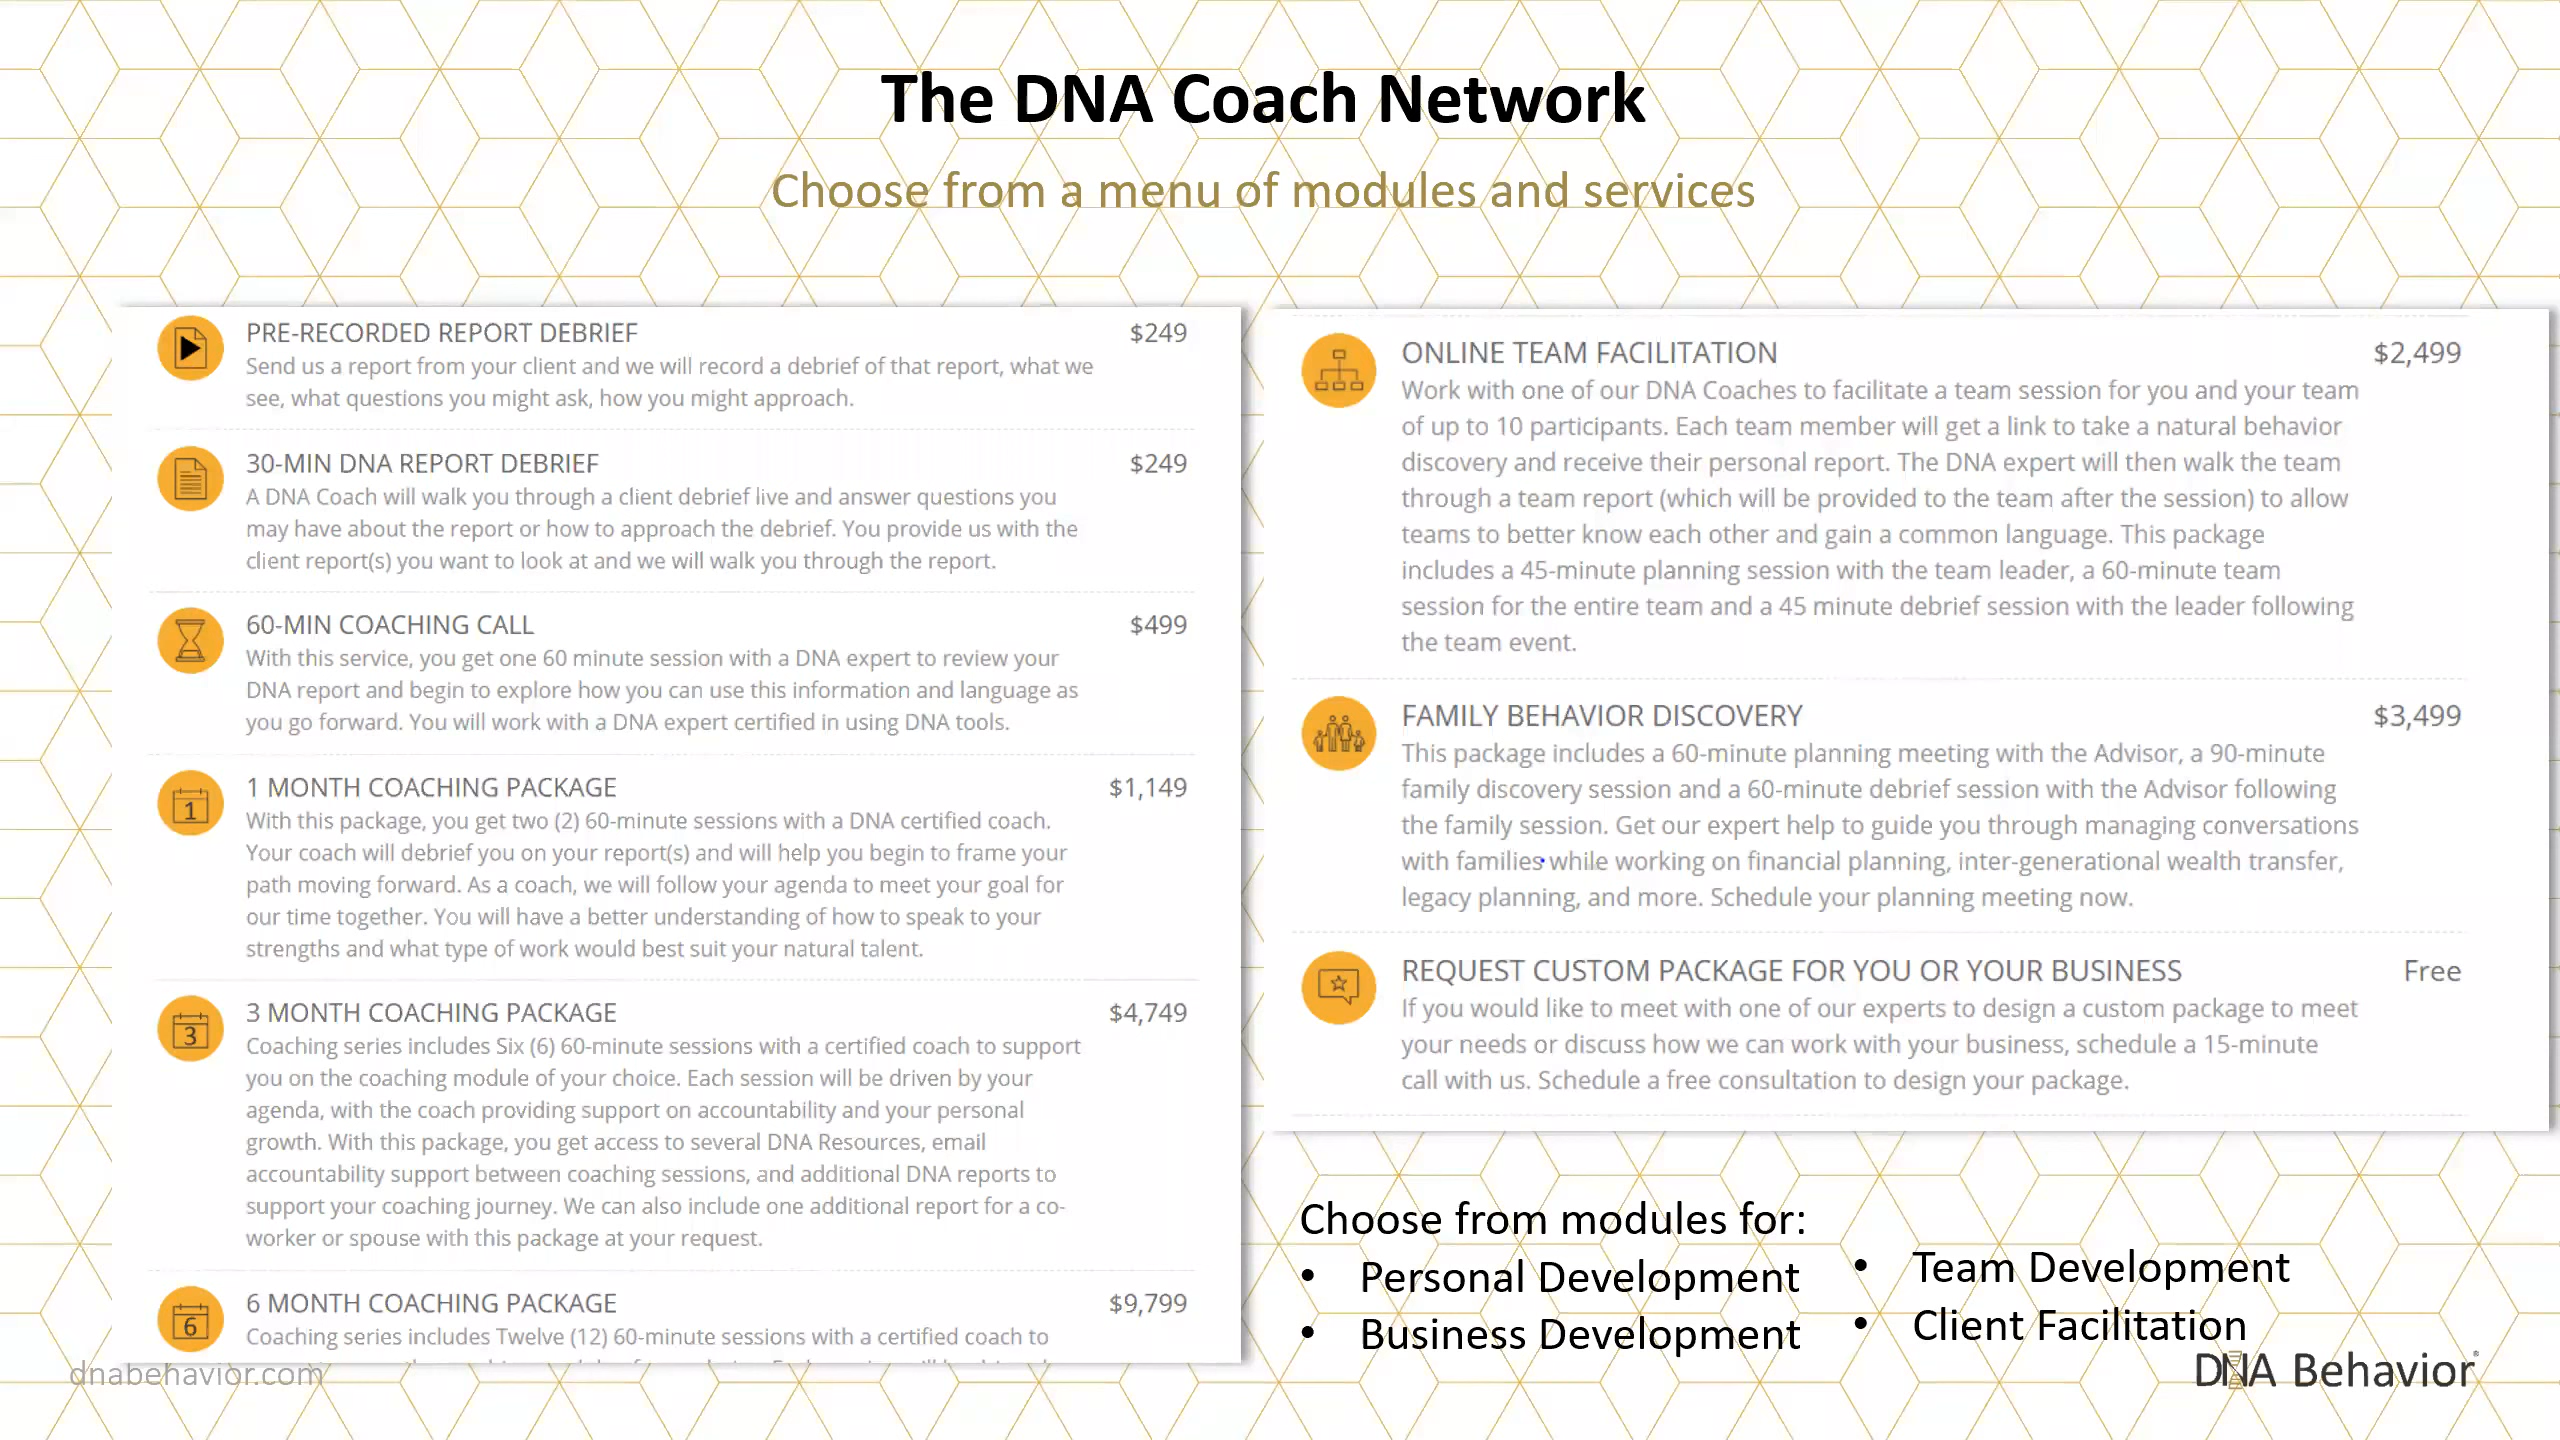 The DNA Coach Network
Choose from a menu of modules and services
PRE-RECORDED REPORT DEBRIEF $249
Send us a report from your client and we will record a debrief of that report, what we
see, what questions you might ask, how you might approach.
30-MIN DNA REPORT DEBRIEF $249
A DNA Coach will walk you through a client debrief live and answer questions you
may have about the report or how to approach the debrief. You provide us with the
client report(s) you want to look at and we will walk you through the report.
60-MIN COACHING CALL $499
With this service, you get one 60 minute session with a DNA expert to review your
DNA report and begin to explore how you can use this information and language as
you go forward. You will work with a DNA expert certified in using DNA tools.
1 MONTH COACHING PACKAGE $1,149
1
With this package, you get two (2) 60-minute sessions with a DNA certified coach.
Your coach will debrief you on your report(s) and will help you begin to frame your
path moving forward. As a coach, we will follow your agenda to meet your goal for
our time together. You will have a better understanding of how to speak to your
strengths and what type of work would best suit your natural talent.
3 MONTH COACHING PACKAGE $4,749
3
Coaching series includes Six (6) 60-minute sessions with a certified coach to support
you on the coaching module of your choice. Each session will be driven by your
agenda, with the coach providing support on accountability and your personal
growth. With this package, you get access to several DNA Resources, email
accountability support between coaching sessions, and additional DNA reports to
support your coaching journey. We can also include one additional report for a co-
worker or spouse with this package at your request.
6 MONTH COACHING PACKAGE $9,799
6
Coaching series includes Twelve (12) 60-minute sessions with a certified coach to
ONLINE TEAM FACILITATION $2,499
Work with one of our DNA Coaches to facilitate a team session for you and your team
of up to 10 participants. Each team member will get a link to take a natural behavior
discovery and receive their personal report. The DNA expert will then walk the team
through a team report (which will be provided to the team after the session) to allow
teams to better know each other and gain a common language. This package
includes a 45-minute planning session with the team leader, a 60-minute team
session for the entire team and a 45 minute debrief session with the leader following
the team event.
FAMILY BEHAVIOR DISCOVERY $3,499
This package includes a 60-minute planning meeting with the Advisor, a 90-minute
family discovery session and a 60-minute debrief session with the Advisor following
the family session. Get our expert help to guide you through managing conversations
with families while working on financial planning, inter-generational wealth transfer,
legacy planning, and more. Schedule your planning meeting now.
REQUEST CUSTOM PACKAGE FOR YOU OR YOUR BUSINESS Free
If you would like to meet with one of our experts to design a custom package to meet
your needs or discuss how we can work with your business, schedule a 15-minute
call with us. Schedule a free consultation to design your package.
Choose from modules for:
• Personal Development
• Business Development
• Team Development
• Client Facilitation
dnabehavior.com
DNA Behavior®